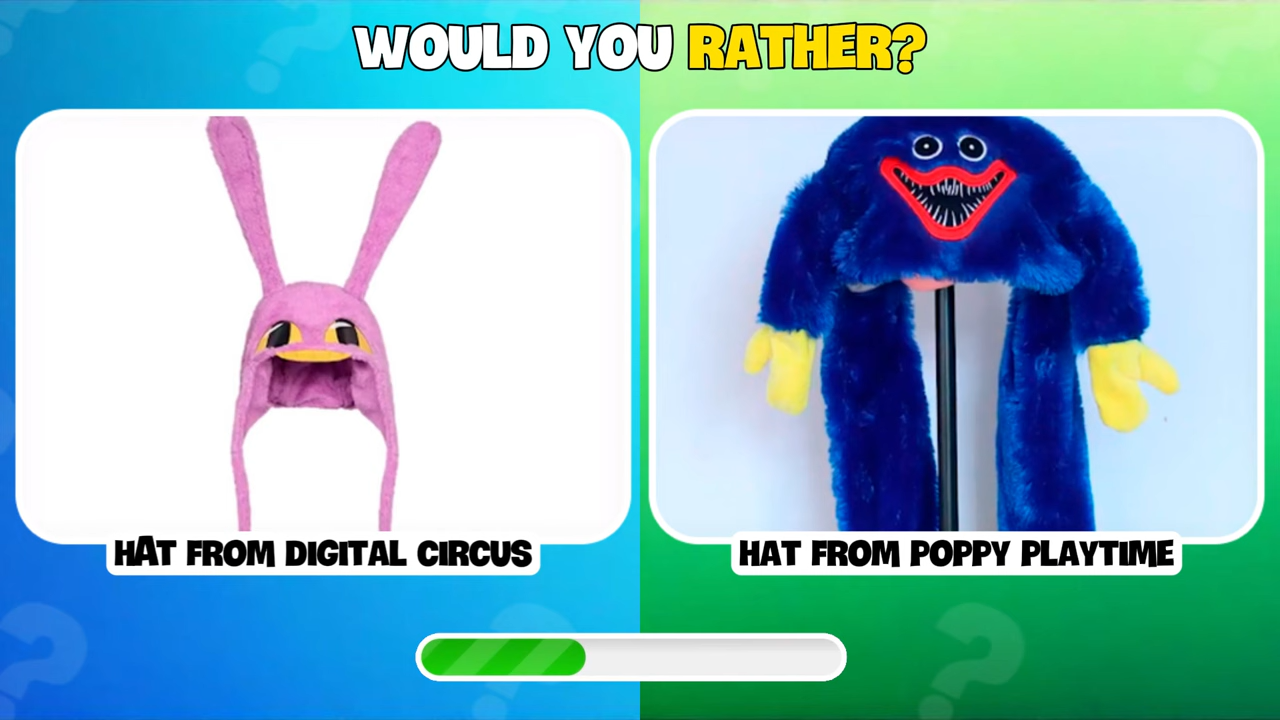 WOULD YOU RATHER?
HAT FROM DIGITAL CIRCUS
HAT FROM POPPY PLAYTIME